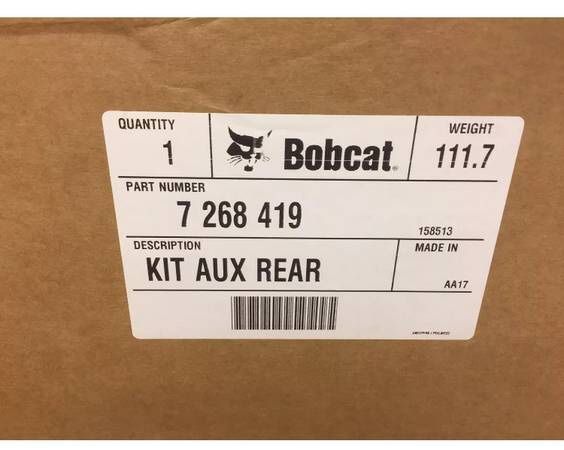 QUANTITY
1
Bobcat®
WEIGHT
111.7
PART NUMBER
7 268 419
158513
DESCRIPTION
KIT AUX REAR
MADE IN
AA17